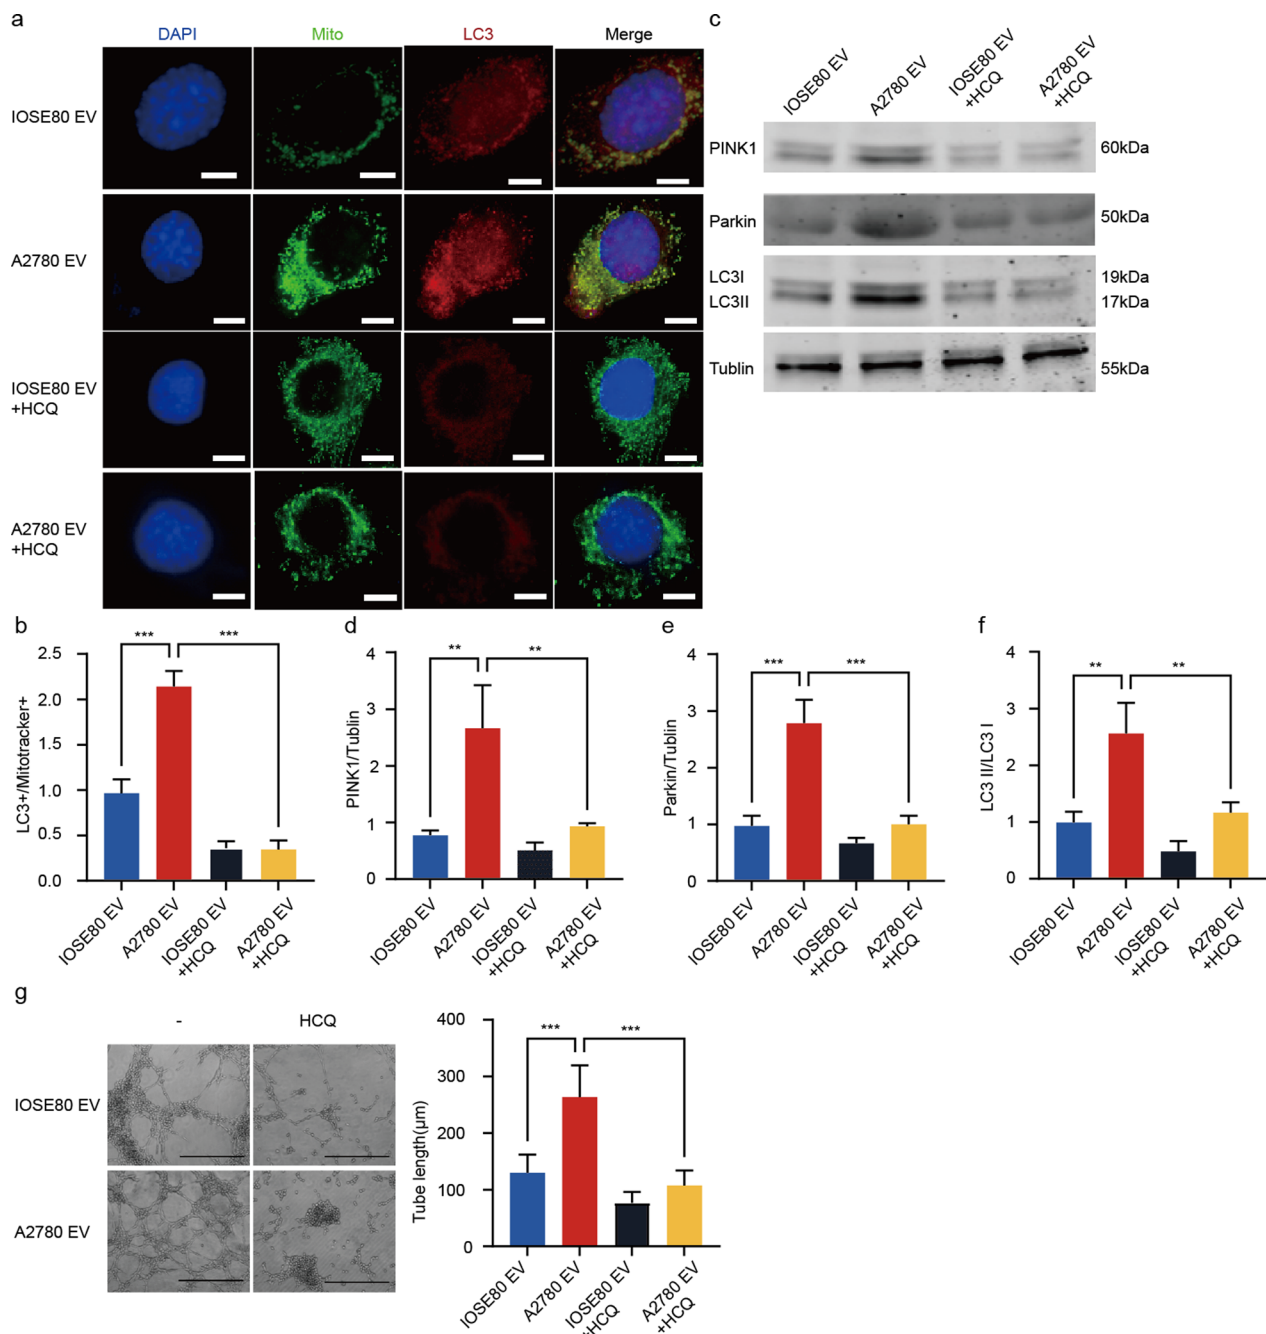 a
DAPI
Mito
LC3
Merge
IOSE80 EV
A2780 EV
IOSE80 EV
+HCQ
A2780 EV
+HCQ
c
IOSE80 EV
A2780 EV
IOSE80 EV
+HCQ
A2780 EV
+HCQ
PINK1
60kDa
Parkin
50kDa
LC3I
19kDa
LC3II
17kDa
Tublin
55kDa
b
***
***
LC3+/Mitotracker+
2.5
2.0
1.5
1.0
0.5
0.0
IOSE80 EV
A2780 EV
IOSE80 EV
+HCQ
A2780 EV
+HCQ
d
**
**
PINK1/Tublin
4
3
2
1
0
IOSE80 EV
A2780 EV
IOSE80 EV
+HCQ
A2780 EV
+HCQ
e
***
***
Parkin/Tublin
4
3
2
1
0
IOSE80 EV
A2780 EV
IOSE80 EV
+HCQ
A2780 EV
+HCQ
f
**
**
LC3 II/LC3 I
4
3
2
1
0
IOSE80 EV
A2780 EV
IOSE80 EV
+HCQ
A2780 EV
+HCQ
g
-
HCQ
IOSE80 EV
A2780 EV
***
***
Tube length(μm)
400
300
200
100
0
IOSE80 EV
A2780 EV
IOSE80 EV
+HCQ
A2780 EV
+HCQ